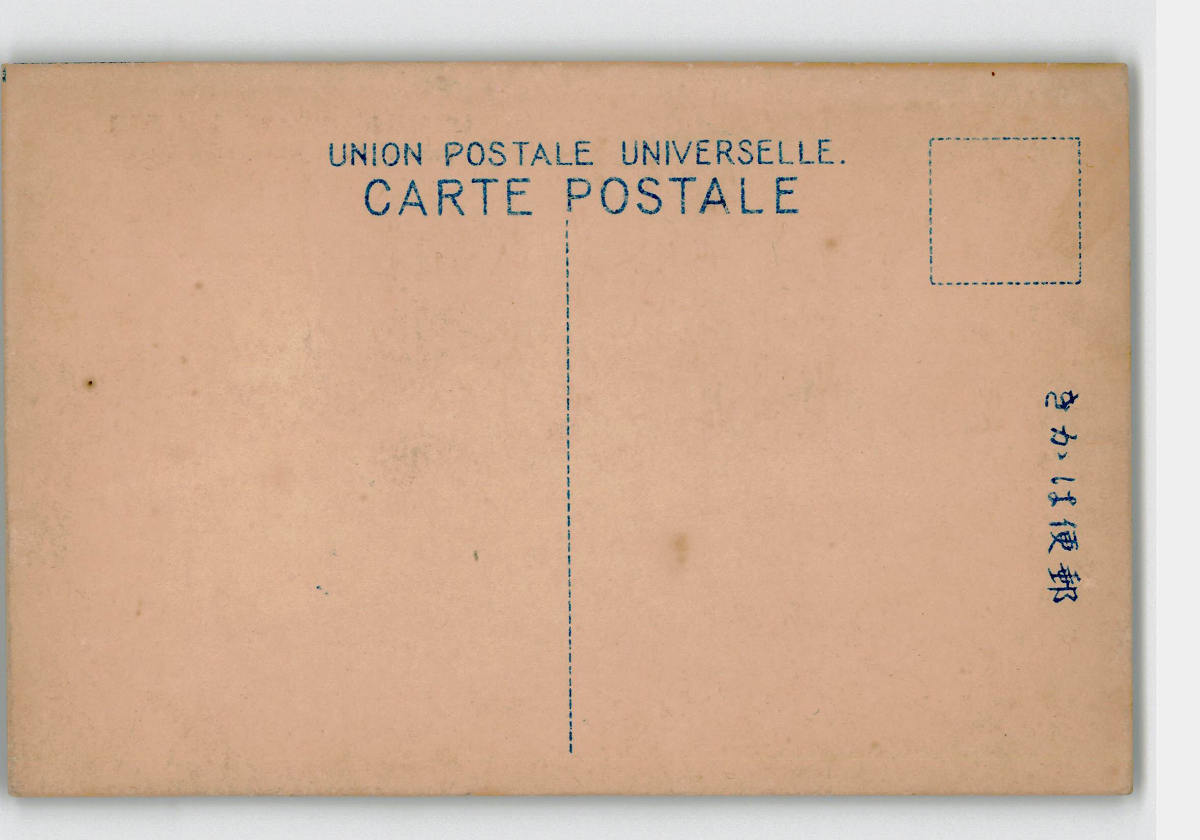 UNION POSTALE UNIVERSELLE.
CARTE POSTALE
きかは便郵